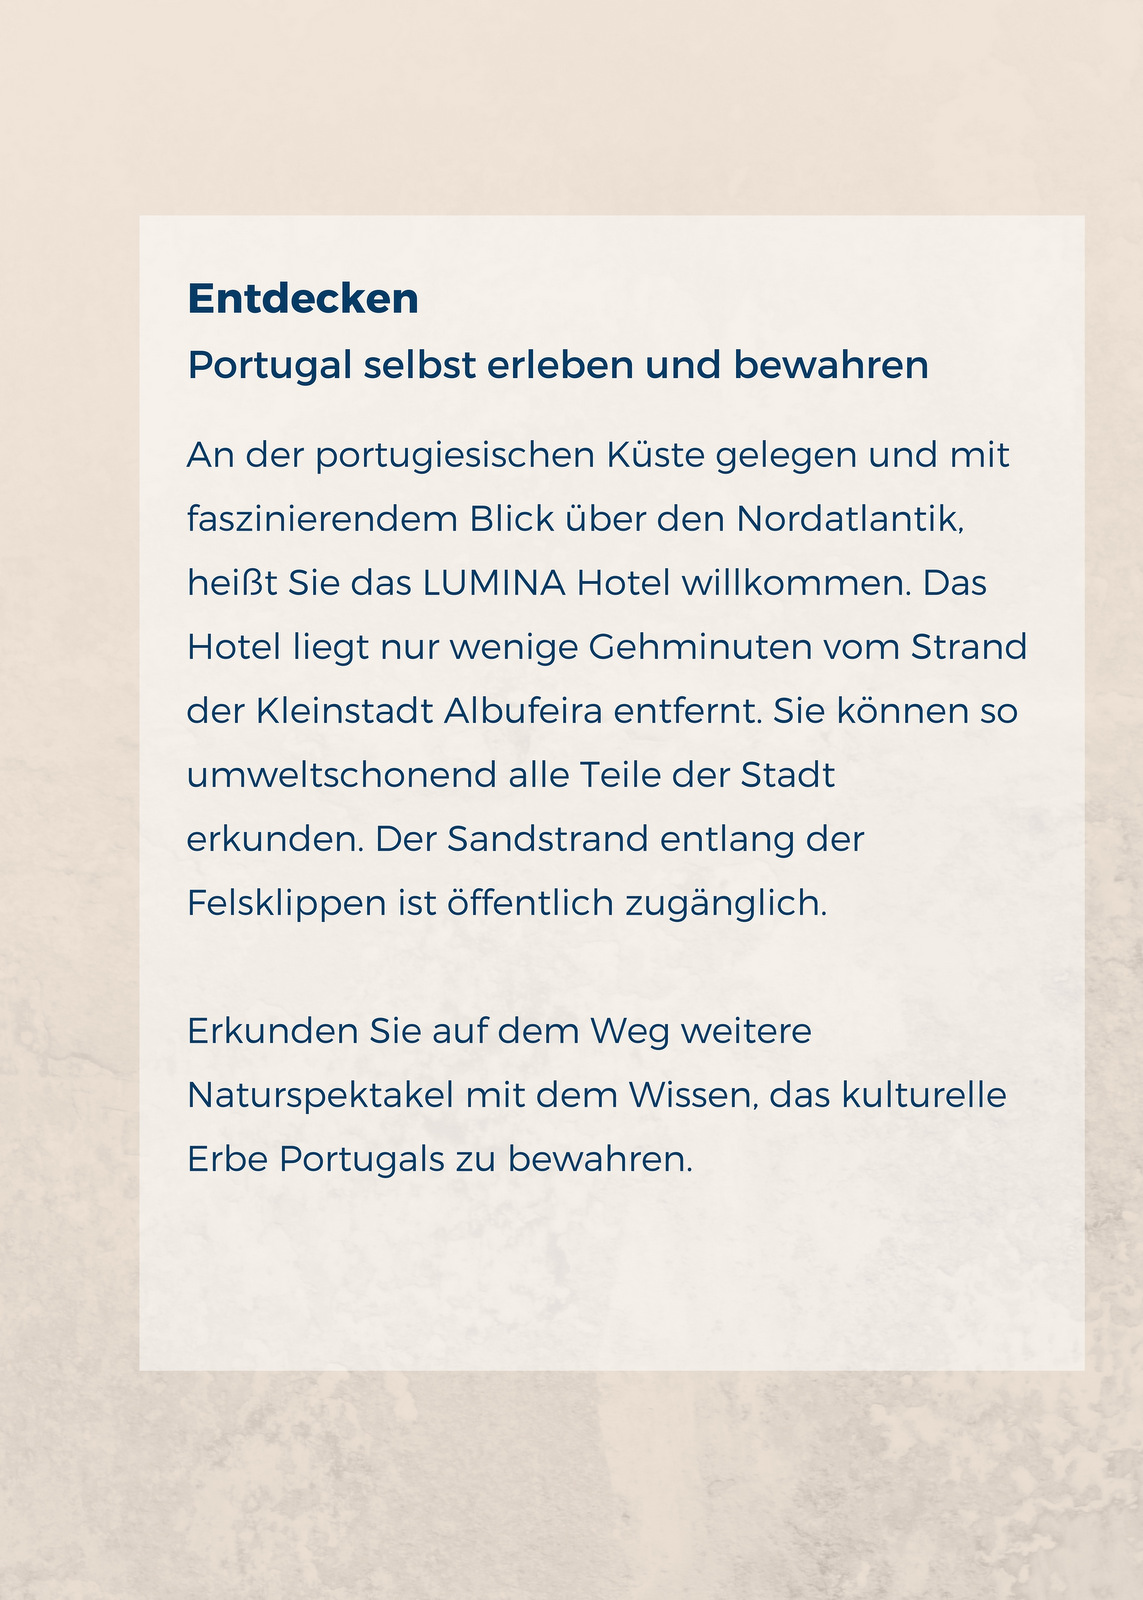 Entdecken
Portugal selbst erleben und bewahren
An der portugiesischen Küste gelegen und mit
faszinierendem Blick über den Nordatlantik,
heißt Sie das LUMINA Hotel willkommen. Das
Hotel liegt nur wenige Gehminuten vom Strand
der Kleinstadt Albufeira entfernt. Sie können so
umweltschonend alle Teile der Stadt
erkunden. Der Sandstrand entlang der
Felsklippen ist öffentlich zugänglich.
Erkunden Sie auf dem Weg weitere
Naturspektakel mit dem Wissen, das kulturelle
Erbe Portugals zu bewahren.